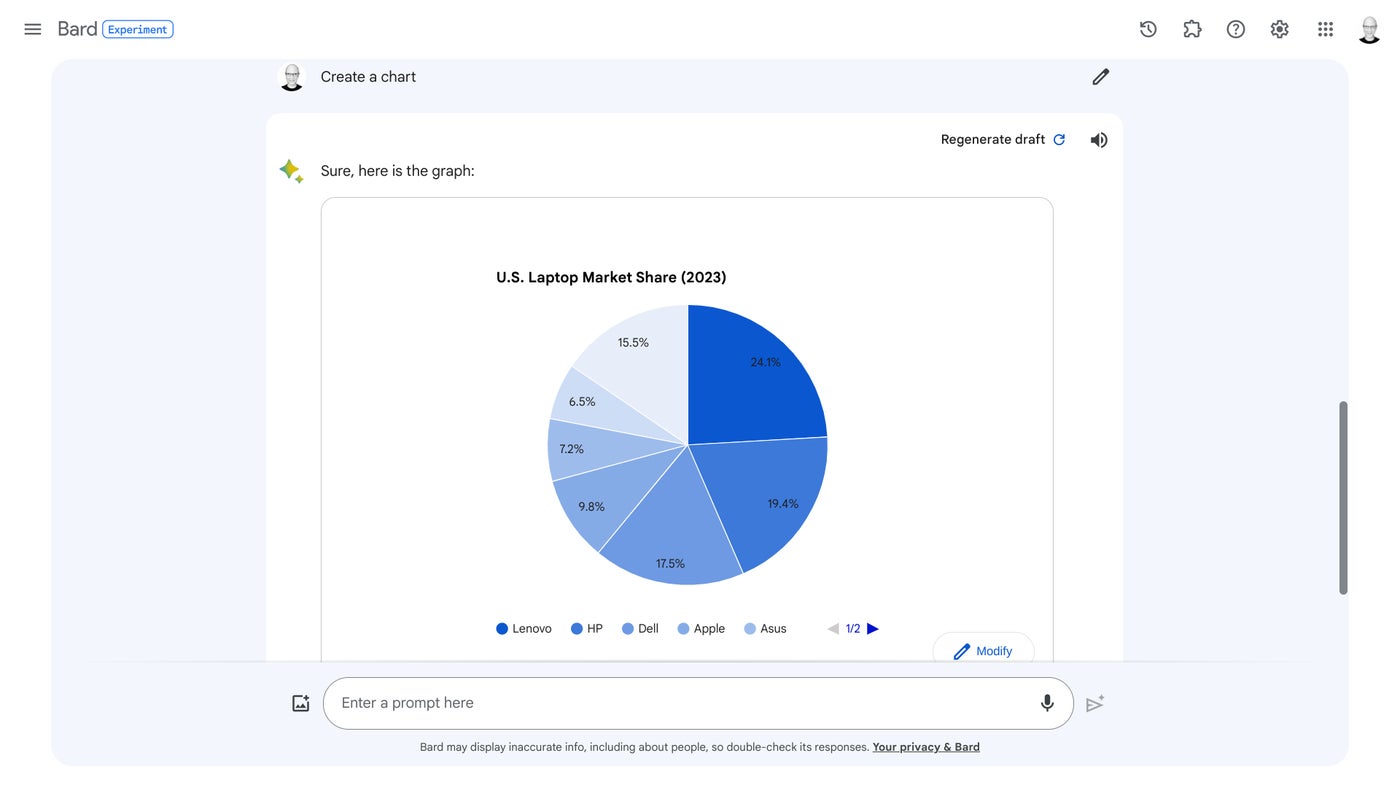 Bard Experiment
Create a chart
Regenerate draft
Sure, here is the graph:
U.S. Laptop Market Share (2023)
15.5%
24.1%
6.5%
7.2%
19.4%
9.8%
17.5%
Lenovo HP Dell Apple Asus 1/2
Modify
Enter a prompt here
Bard may display inaccurate info, including about people, so double-check its responses. Your privacy & Bard